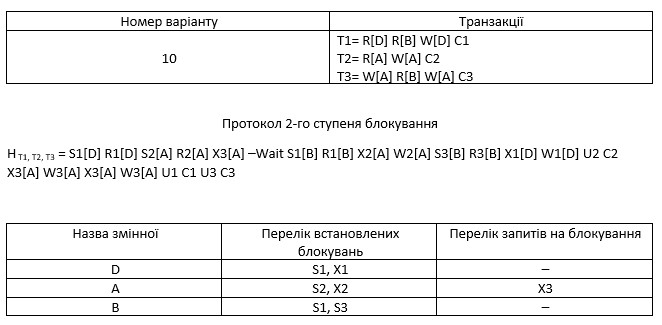 Номер варіанту Транзакції
10
T1= R[D] R[B] W[D] C1
T2= R[A] W[A] C2
T3= W[A] R[B] W[A] C3
Протокол 2-го ступеня блокування
H T1, T2, T3 = S1[D] R1[D] S2[A] R2[A] X3[A] –Wait S1[B] R1[B] X2[A] W2[A] S3[B] R3[B] X1[D] W1[D] U2 C2
X3[A] W3[A] X3[A] W3[A] U1 C1 U3 C3
Назва змінної Перелік встановлених Перелік запитів на блокування
блокувань
D S1, X1 –
A S2, X2 X3
B S1, S3 –